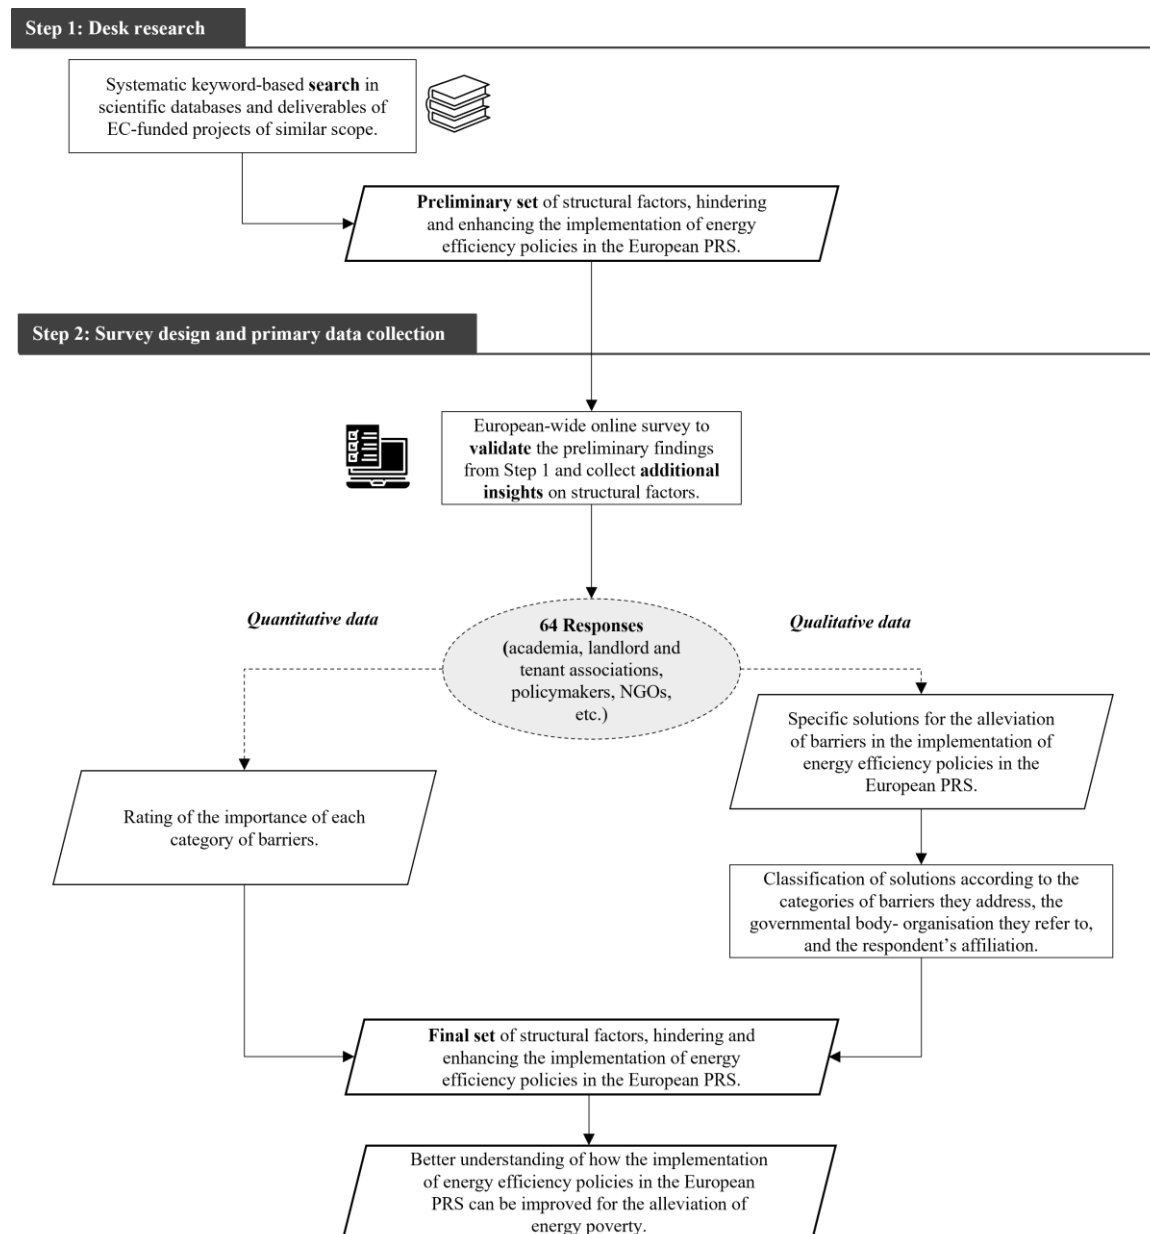 Step 1: Desk research
Systematic keyword-based search in
scientific databases and deliverables of
EC-funded projects of similar scope.
Preliminary set of structural factors, hindering
and enhancing the implementation of energy
efficiency policies in the European PRS.
Step 2: Survey design and primary data collection
European-wide online survey to
validate the preliminary findings
from Step 1 and collect additional
insights on structural factors.
Quantitative data
64 Responses
(academia, landlord and
tenant associations,
policymakers, NGOs,
etc.)
Qualitative data
Rating of the importance of each
category of barriers.
Specific solutions for the alleviation
of barriers in the implementation of
energy efficiency policies in the
European PRS.
Classification of solutions according to the
categories of barriers they address, the
governmental body- organisation they refer to,
and the respondent's affiliation.
Final set of structural factors, hindering and
enhancing the implementation of energy
efficiency policies in the European PRS.
Better understanding of how the implementation
of energy efficiency policies in the European
PRS can be improved for the alleviation of
energy poverty.